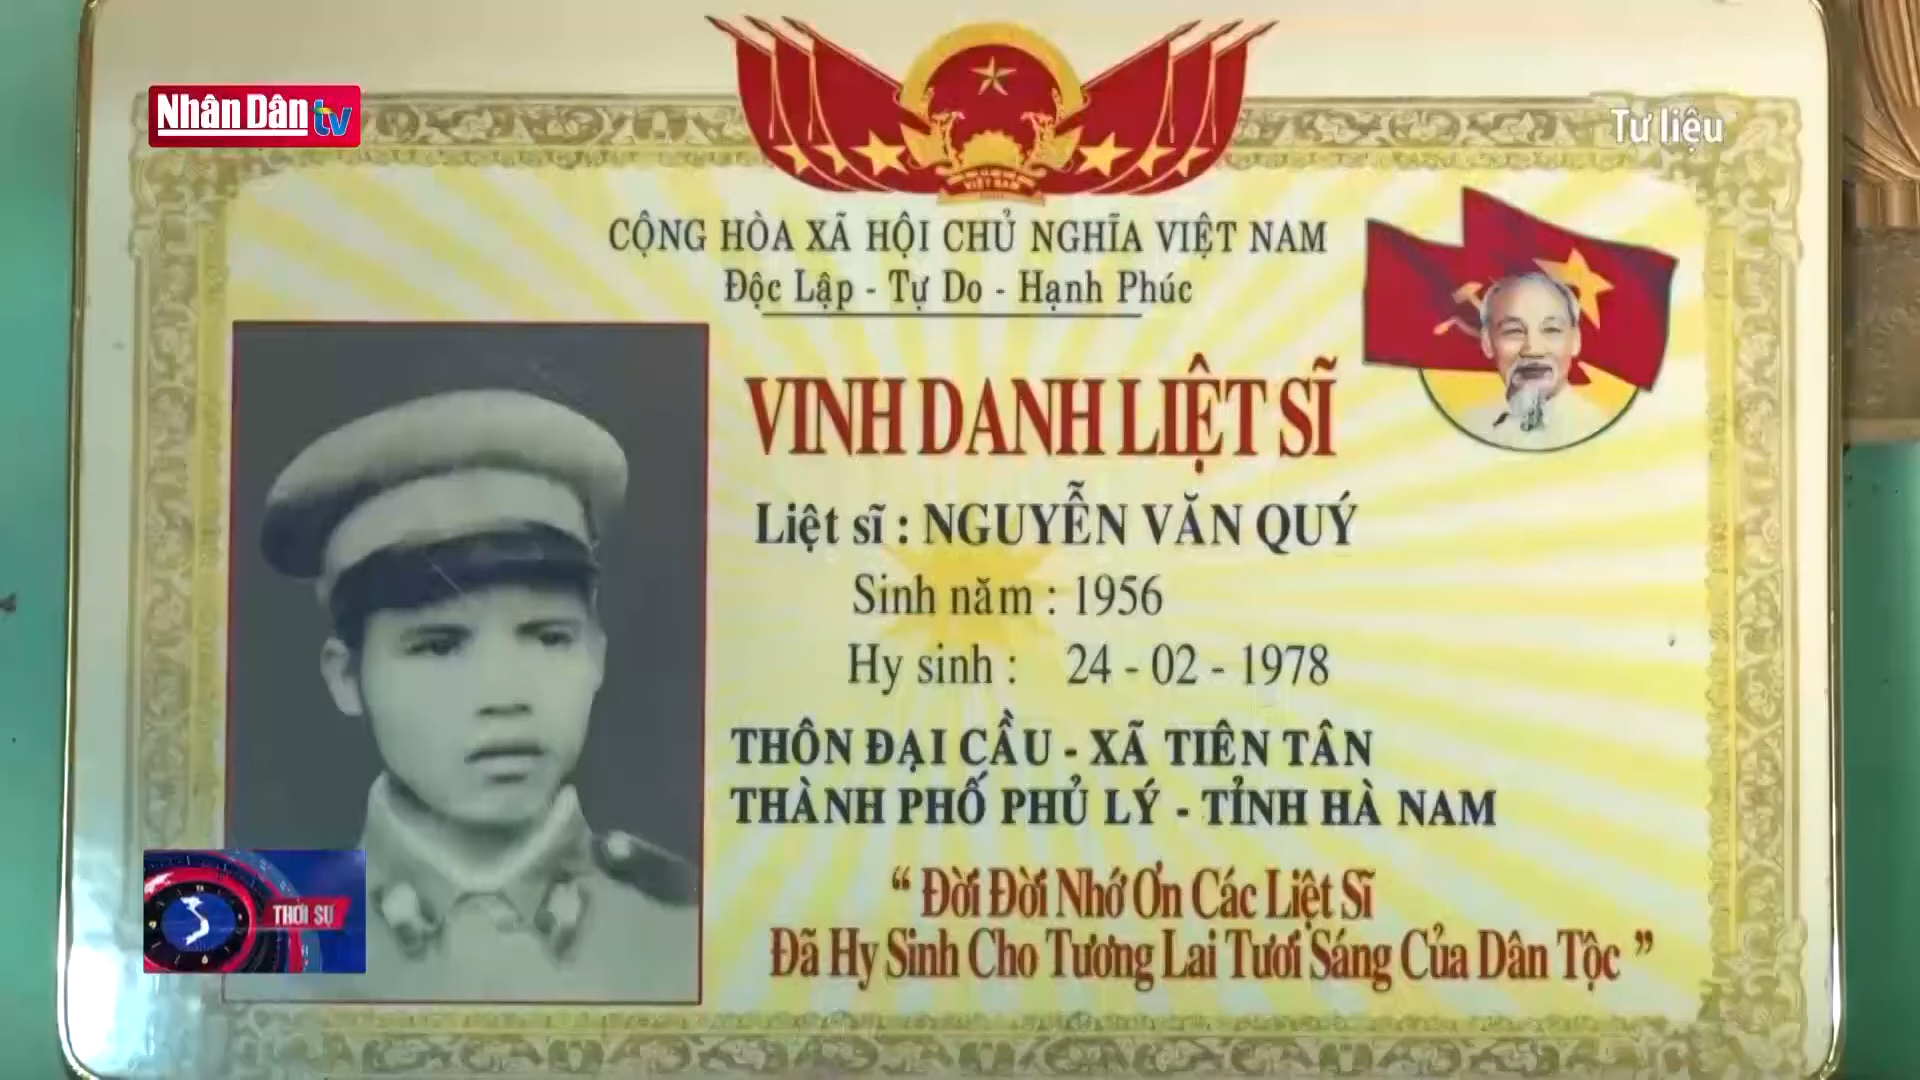 Nhân Dân tv
Tư liệu
VIỆT NAM
CỘNG HÒA XÃ HỘI CHỦ NGHĨA VIỆT NAM
Độc Lập - Tự Do - Hạnh Phúc
VINH DANH LIỆT SĨ
Liệt sĩ : NGUYỄN VĂN QUÝ
Sinh năm : 1956
Hy sinh : 24 - 02 - 1978
THÔN ĐẠI CẦU - XÃ TIÊN TÂN
THÀNH PHỐ PHỦ LÝ - TỈNH HÀ NAM
“ Đời Đời Nhớ Ơn Các Liệt Sĩ
Đã Hy Sinh Cho Tương Lai Tươi Sáng Của Dân Tộc ”
THỜI SỰ